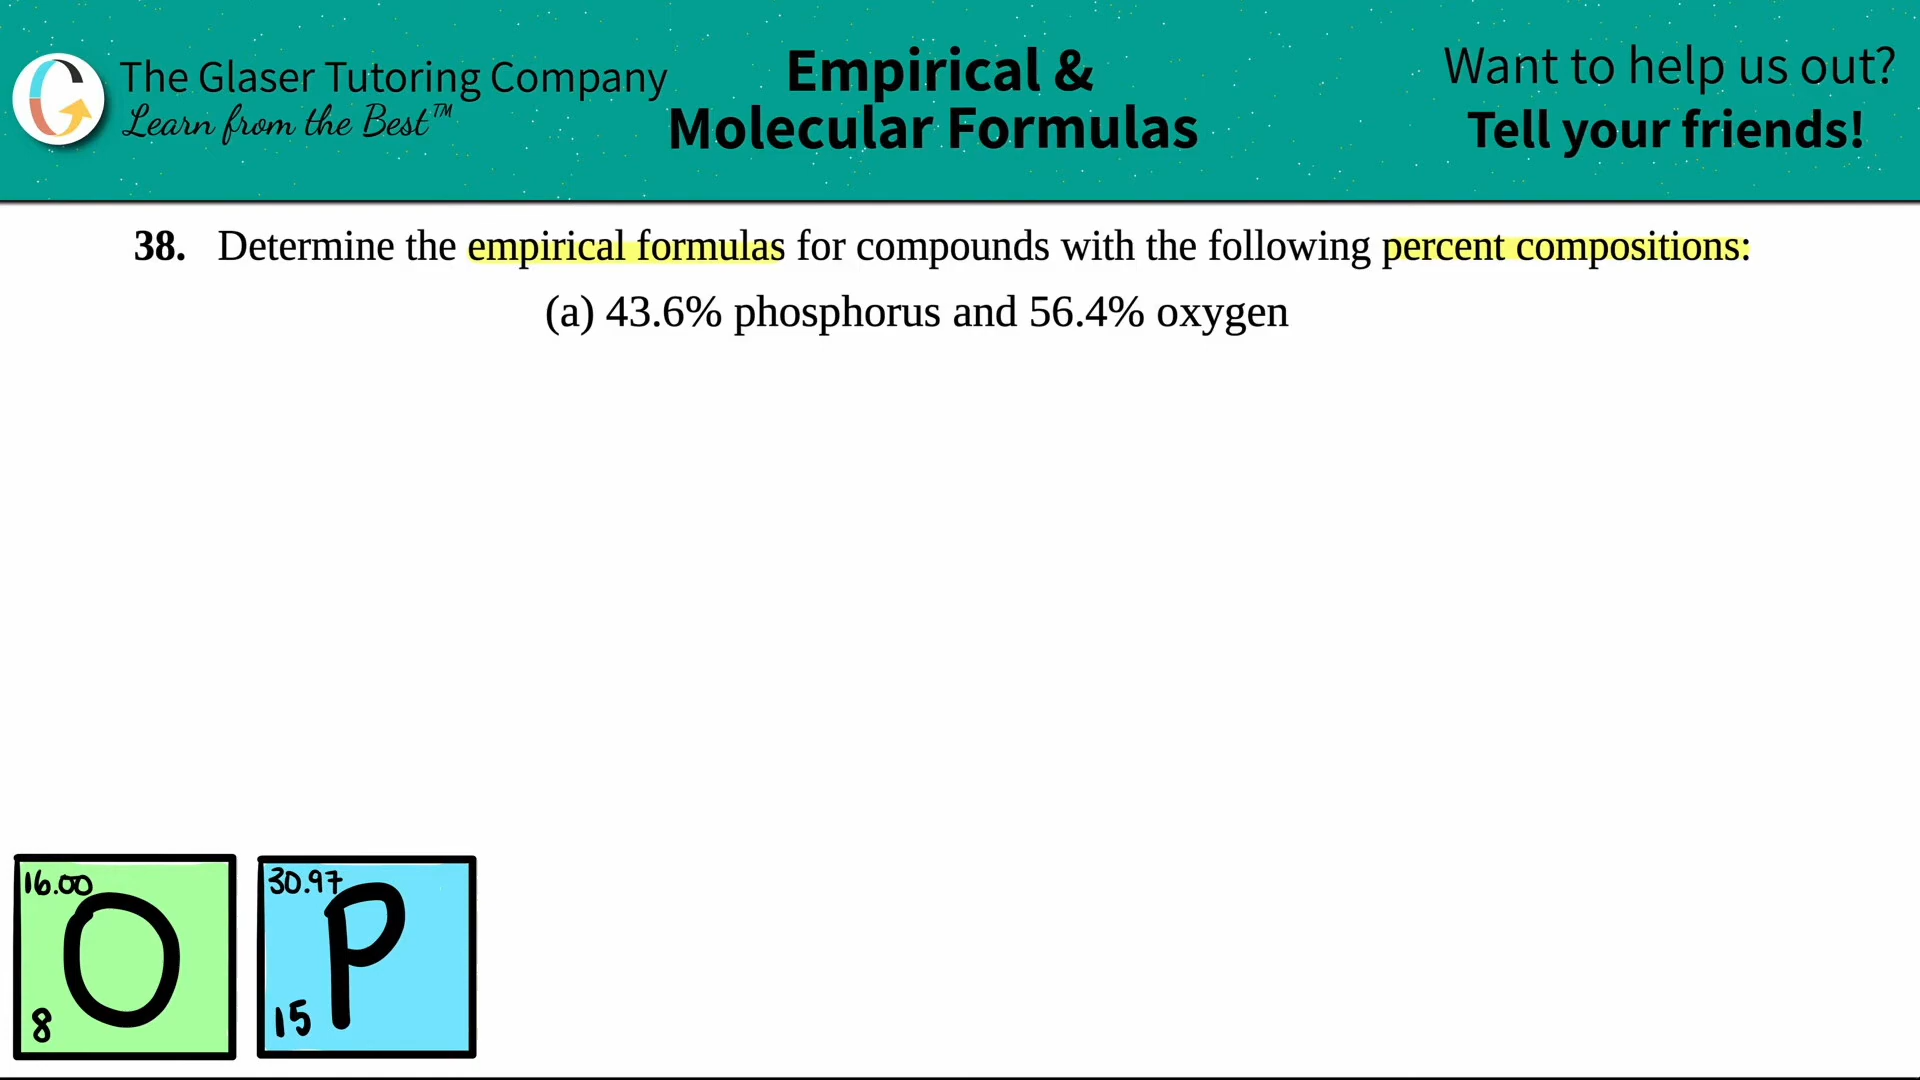 The Glaser Tutoring Company
Learn from the Best™
Empirical &
Molecular Formulas
Want to help us out?
Tell your friends!
38. Determine the empirical formulas for compounds with the following percent compositions:
(a) 43.6% phosphorus and 56.4% oxygen
16.00
O
8
30.97
P
15